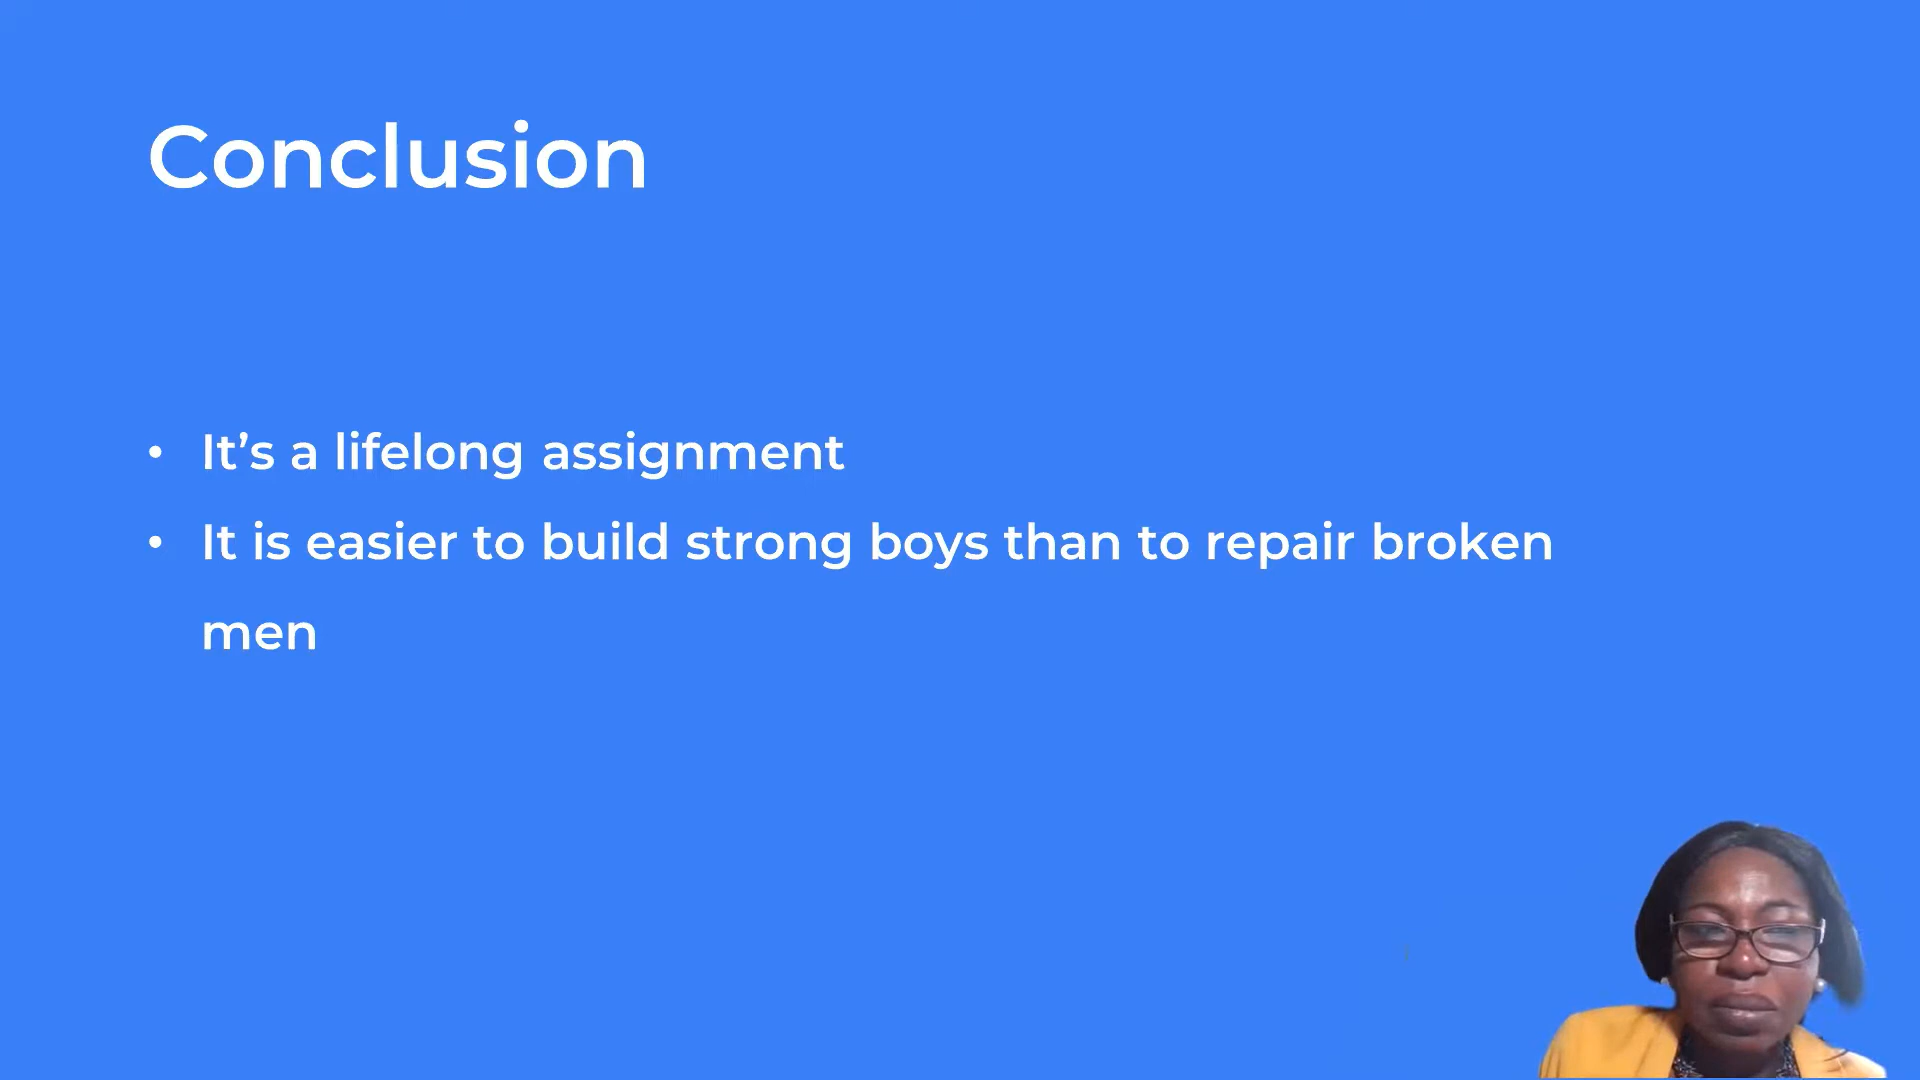 Conclusion
• It’s a lifelong assignment
• It is easier to build strong boys than to repair broken
men